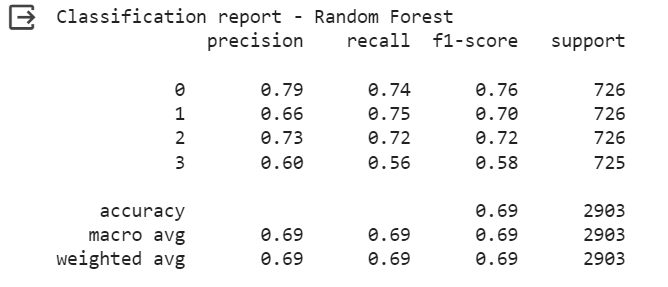 Classification report - Random Forest
precision recall f1-score support
0 0.79 0.74 0.76 726
1 0.66 0.75 0.70 726
2 0.73 0.72 0.72 726
3 0.60 0.56 0.58 725
accuracy 0.69 2903
macro avg 0.69 0.69 0.69 2903
weighted avg 0.69 0.69 0.69 2903